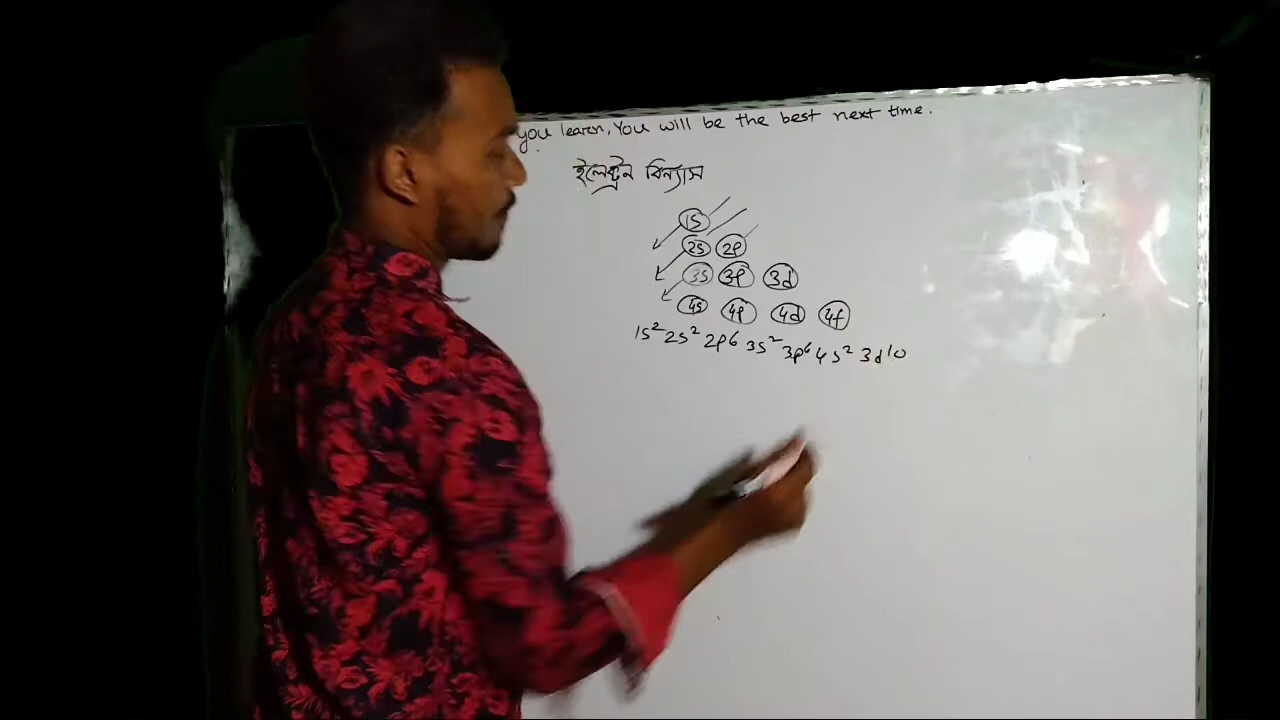 you learn, You will be the best next time.
ইলেকট্রন বিন্যাস
1s
2s 2p
3s 3p 3d
4s 4p 4d 4f
1s² 2s² 2p⁶ 3s² 3p⁶ 4s² 3d¹⁰